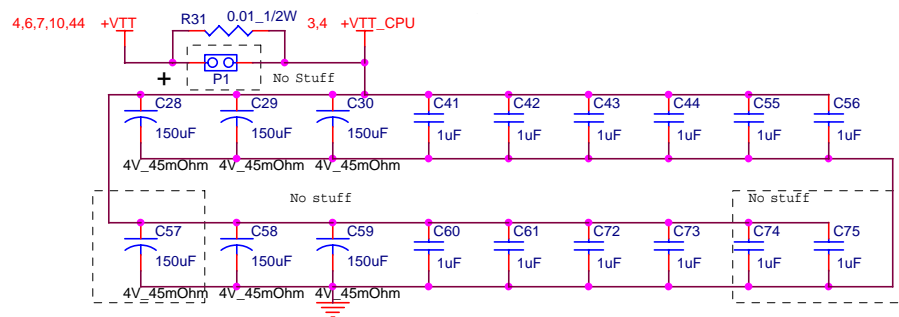 4,6,7,10,44 +VTT R31 0.01_1/2W 3,4 +VTT_CPU
+ P1 No Stuff
C28 C29 C30 C41 C42 C43 C44 C55 C56
150uF 150uF 150uF 1uF 1uF 1uF 1uF 1uF 1uF
4V_45mOhm 4V_45mOhm 4V_45mOhm
No stuff No stuff
C57 C58 C59 C60 C61 C72 C73 C74 C75
150uF 150uF 150uF 1uF 1uF 1uF 1uF 1uF 1uF
4V_45mOhm 4V_45mOhm 4V_45mOhm